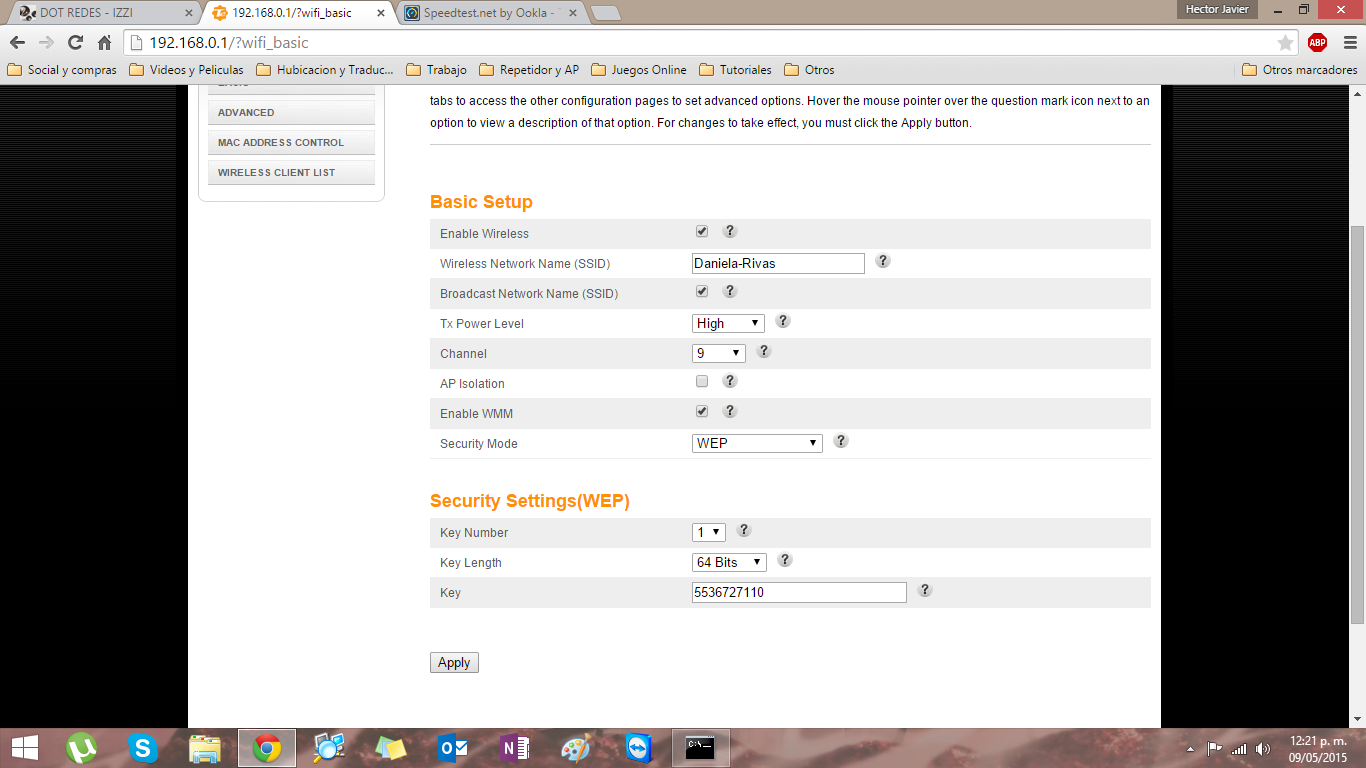 DOT REDES - IZZI
192.168.0.1/?wifi_basic
Speedtest.net by Ookla -
Hector Javier
192.168.0.1/?wifi_basic
ABP
Social y compras
Videos y Peliculas
Hubicacion y Traduc...
Trabajo
Repetidor y AP
Juegos Online
Tutoriales
Otros
Otros marcadores
ADVANCED
MAC ADDRESS CONTROL
WIRELESS CLIENT LIST
tabs to access the other configuration pages to set advanced options. Hover the mouse pointer over the question mark icon next to an
option to view a description of that option. For changes to take effect, you must click the Apply button.
Basic Setup
Enable Wireless ?
Wireless Network Name (SSID) Daniela-Rivas ?
Broadcast Network Name (SSID) ?
Tx Power Level High ?
Channel 9 ?
AP Isolation ?
Enable WMM ?
Security Mode WEP ?
Security Settings(WEP)
Key Number 1 ?
Key Length 64 Bits ?
Key 5536727110 ?
Apply
12:21 p. m.
09/05/2015